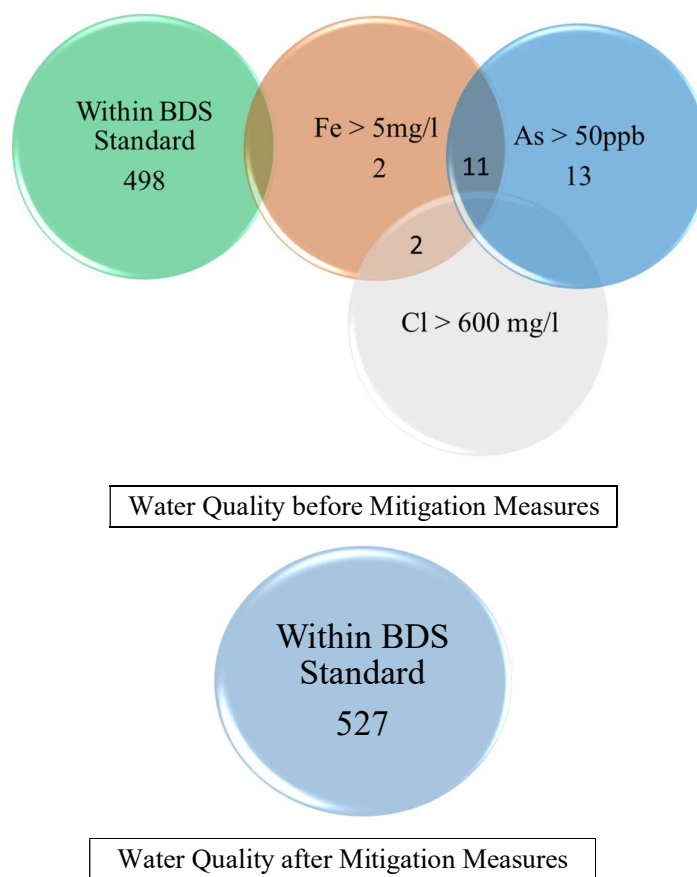 Within BDS
Standard
498
Fe > 5mg/l
2
11
As > 50ppb
13
2
Cl > 600 mg/l
Water Quality before Mitigation Measures
Within BDS
Standard
527
Water Quality after Mitigation Measures